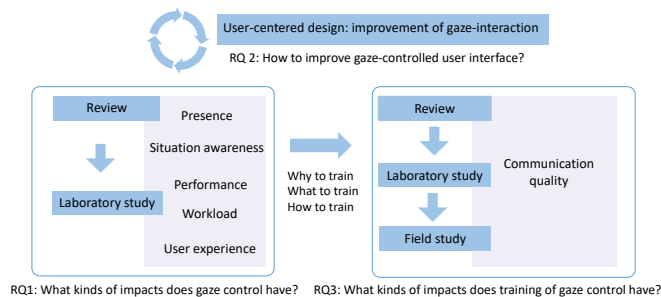 User-centered design: improvement of gaze-interaction
RQ 2: How to improve gaze-controlled user interface?
Review
Presence
Situation awareness
Performance
Laboratory study
Workload
User experience
RQ1: What kinds of impacts does gaze control have?
Why to train
What to train
How to train
Review
Laboratory study
Communication
quality
Field study
RQ3: What kinds of impacts does training of gaze control have?